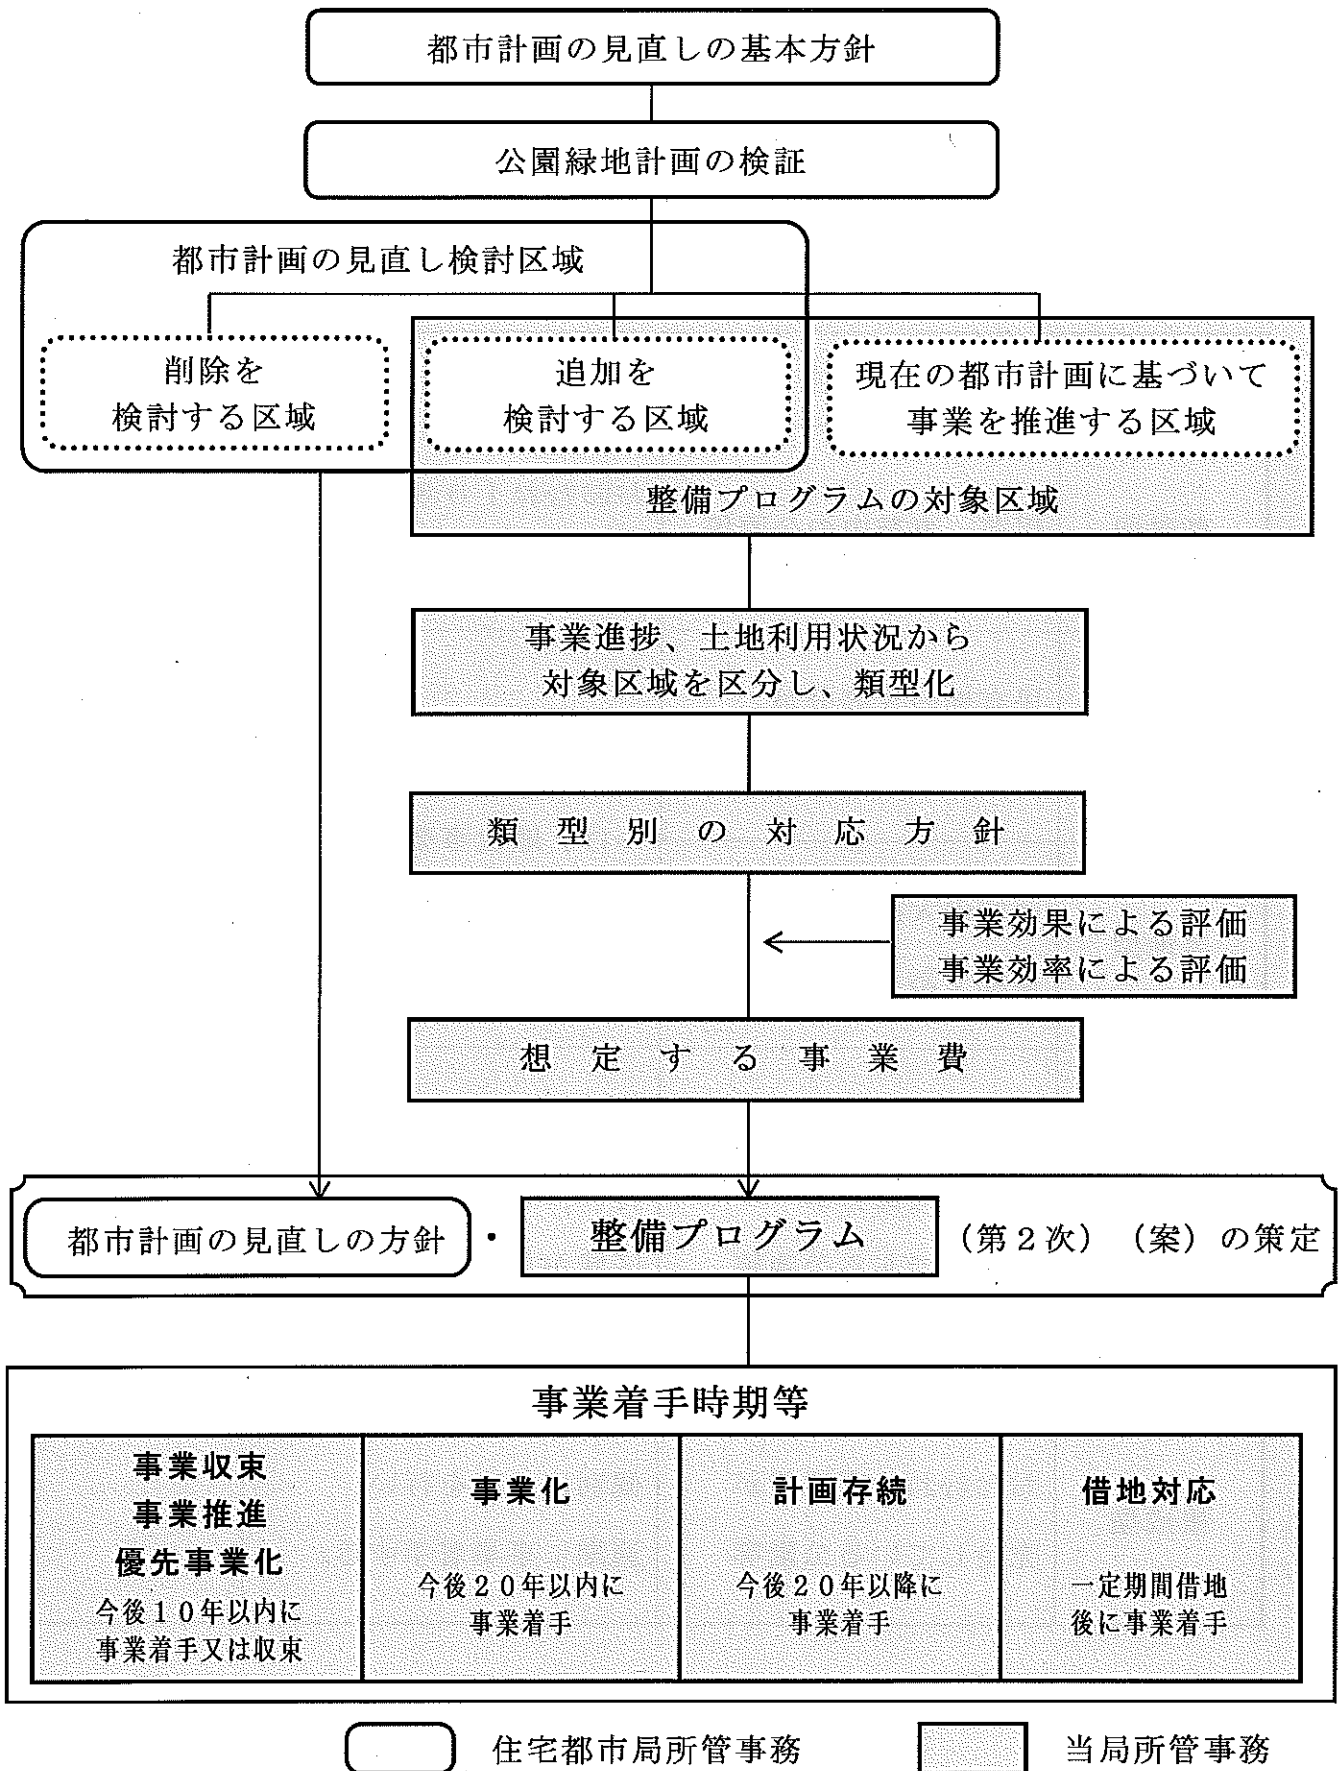 都市計画の見直しの基本方針
公園緑地計画の検証
都市計画の見直し検討区域
削除を
検討する区域
追加を
検討する区域
現在の都市計画に基づいて
事業を推進する区域
整備プログラムの対象区域
事業進捗、土地利用状況から
対象区域を区分し、類型化
類型別の対応方針
事業効果による評価
事業効率による評価
想定する事業費
都市計画の見直しの方針・整備プログラム（第２次）（案）の策定
事業着手時期等
事業収束
事業推進
優先事業化
今後１０年以内に
事業着手又は収束
事業化
今後２０年以内に
事業着手
計画存続
今後２０年以降に
事業着手
借地対応
一定期間借地
後に事業着手
住宅都市局所管事務
当局所管事務